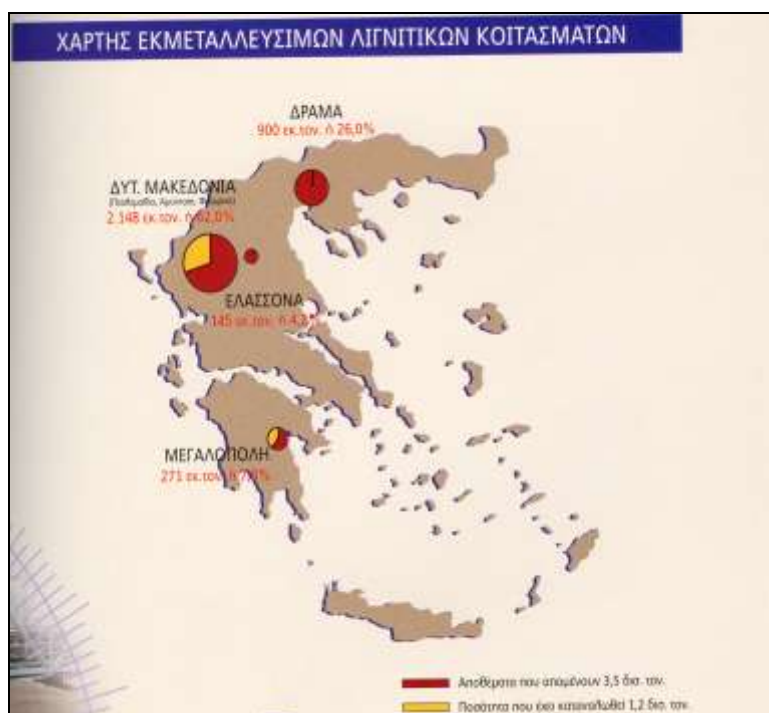 ΧΑΡΤΗΣ ΕΚΜΕΤΑΛΛΕΥΣΙΜΩΝ ΛΙΓΝΙΤΙΚΩΝ ΚΟΙΤΑΣΜΑΤΩΝ
ΔΡΑΜΑ
900 εκ.τον. ή 26,0%
ΔΥΤ. ΜΑΚΕΔΟΝΙΑ
2.148 εκ.τον. ή 62,0%
ΕΛΑΣΣΟΝΑ
145 εκ.τον. ή
ΜΕΓΑΛΟΠΟΛΗ
271 εκ.τον.
Αποθέματα που απομένουν 3,5 δισ. τον.
Ποσότητα που έχει καταναλωθεί 1,2 δισ. τον.